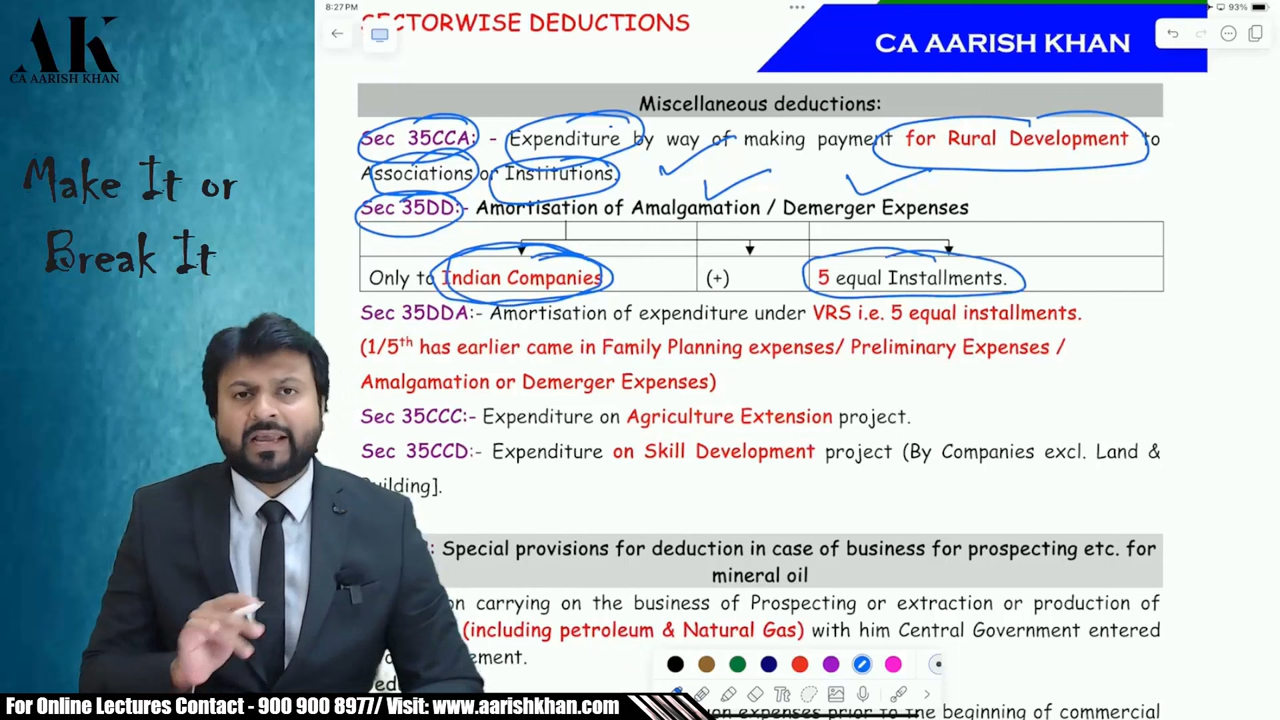 8:27PM
93%
AK
CA AARISH KHAN
Make It or
Break It
SECTORWISE DEDUCTIONS
CA AARISH KHAN
Miscellaneous deductions:
Sec 35CCA: - Expenditure by way of making payment for Rural Development to
Associations or Institutions.
Sec 35DD:- Amortisation of Amalgamation / Demerger Expenses
Only to Indian Companies (+) 5 equal Installments.
Sec 35DDA:- Amortisation of expenditure under VRS i.e. 5 equal installments.
(1/5th has earlier came in Family Planning expenses/ Preliminary Expenses /
Amalgamation or Demerger Expenses)
Sec 35CCC:- Expenditure on Agriculture Extension project.
Sec 35CCD:- Expenditure on Skill Development project (By Companies excl. Land &
Building].
Special provisions for deduction in case of business for prospecting etc. for
mineral oil
carrying on the business of Prospecting or extraction or production of
(including petroleum & Natural Gas) with him Central Government entered
expenses prior to the beginning of commercial
Tt
For Online Lectures Contact - 900 900 8977/ Visit: www.aarishkhan.com